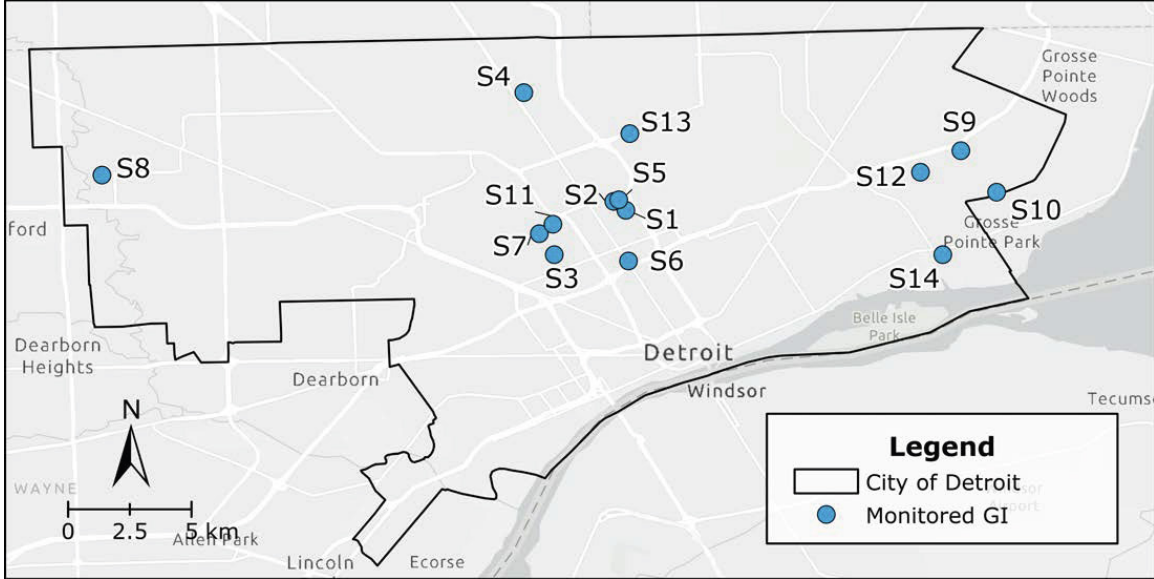 Grosse
Pointe
Woods
S4
S13
S9
S8
S12
S5
S2
S11
S1
S10
ford
Grosse
Pointe Park
S7
S3
S6
S14
Belle Isle
Park
Dearborn
Heights
Detroit
Dearborn
Windsor
Tecumse
N
Legend
City of Detroit
Monitored GI
WAYNE
0 2.5 5 km
Allen Park
Lincoln
Ecorse
Airport